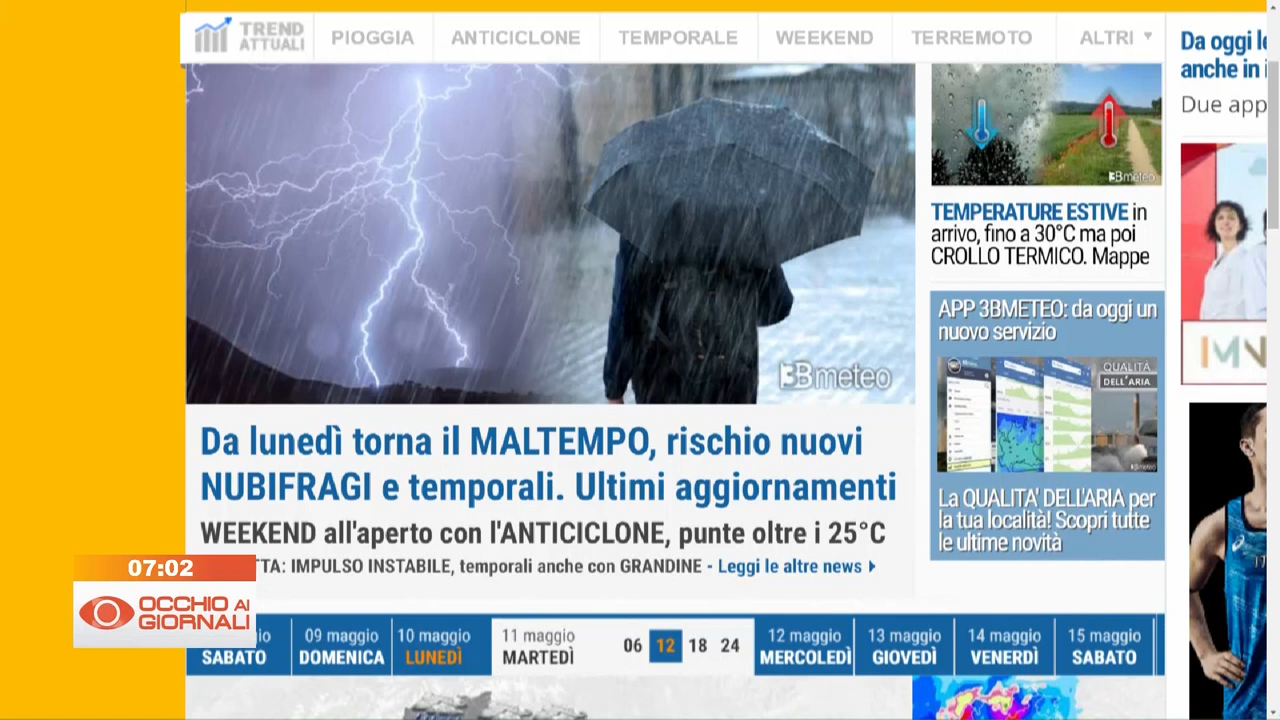 TREND
ATTUALI
PIOGGIA
ANTICICLONE
TEMPORALE
WEEKEND
TERREMOTO
ALTRI
3Bmeteo
Da lunedì torna il MALTEMPO, rischio nuovi
NUBIFRAGI e temporali. Ultimi aggiornamenti
WEEKEND all'aperto con l'ANTICICLONE, punte oltre i 25°C
TTA: IMPULSO INSTABILE, temporali anche con GRANDINE - Leggi le altre news
3Bmeteo
TEMPERATURE ESTIVE in
arrivo, fino a 30°C ma poi
CROLLO TERMICO. Mappe
APP 3BMETEO: da oggi un
nuovo servizio
QUALITÀ
DELL'ARIA
La QUALITA' DELL'ARIA per
la tua località! Scopri tutte
le ultime novità
Da oggi
anche in
Due app
07:02
OCCHIO AI
GIORNALI
SABATO
09 maggio
DOMENICA
10 maggio
LUNEDÌ
11 maggio
MARTEDÌ
06 12 18 24
12 maggio
MERCOLEDÌ
13 maggio
GIOVEDÌ
14 maggio
VENERDÌ
15 maggio
SABATO